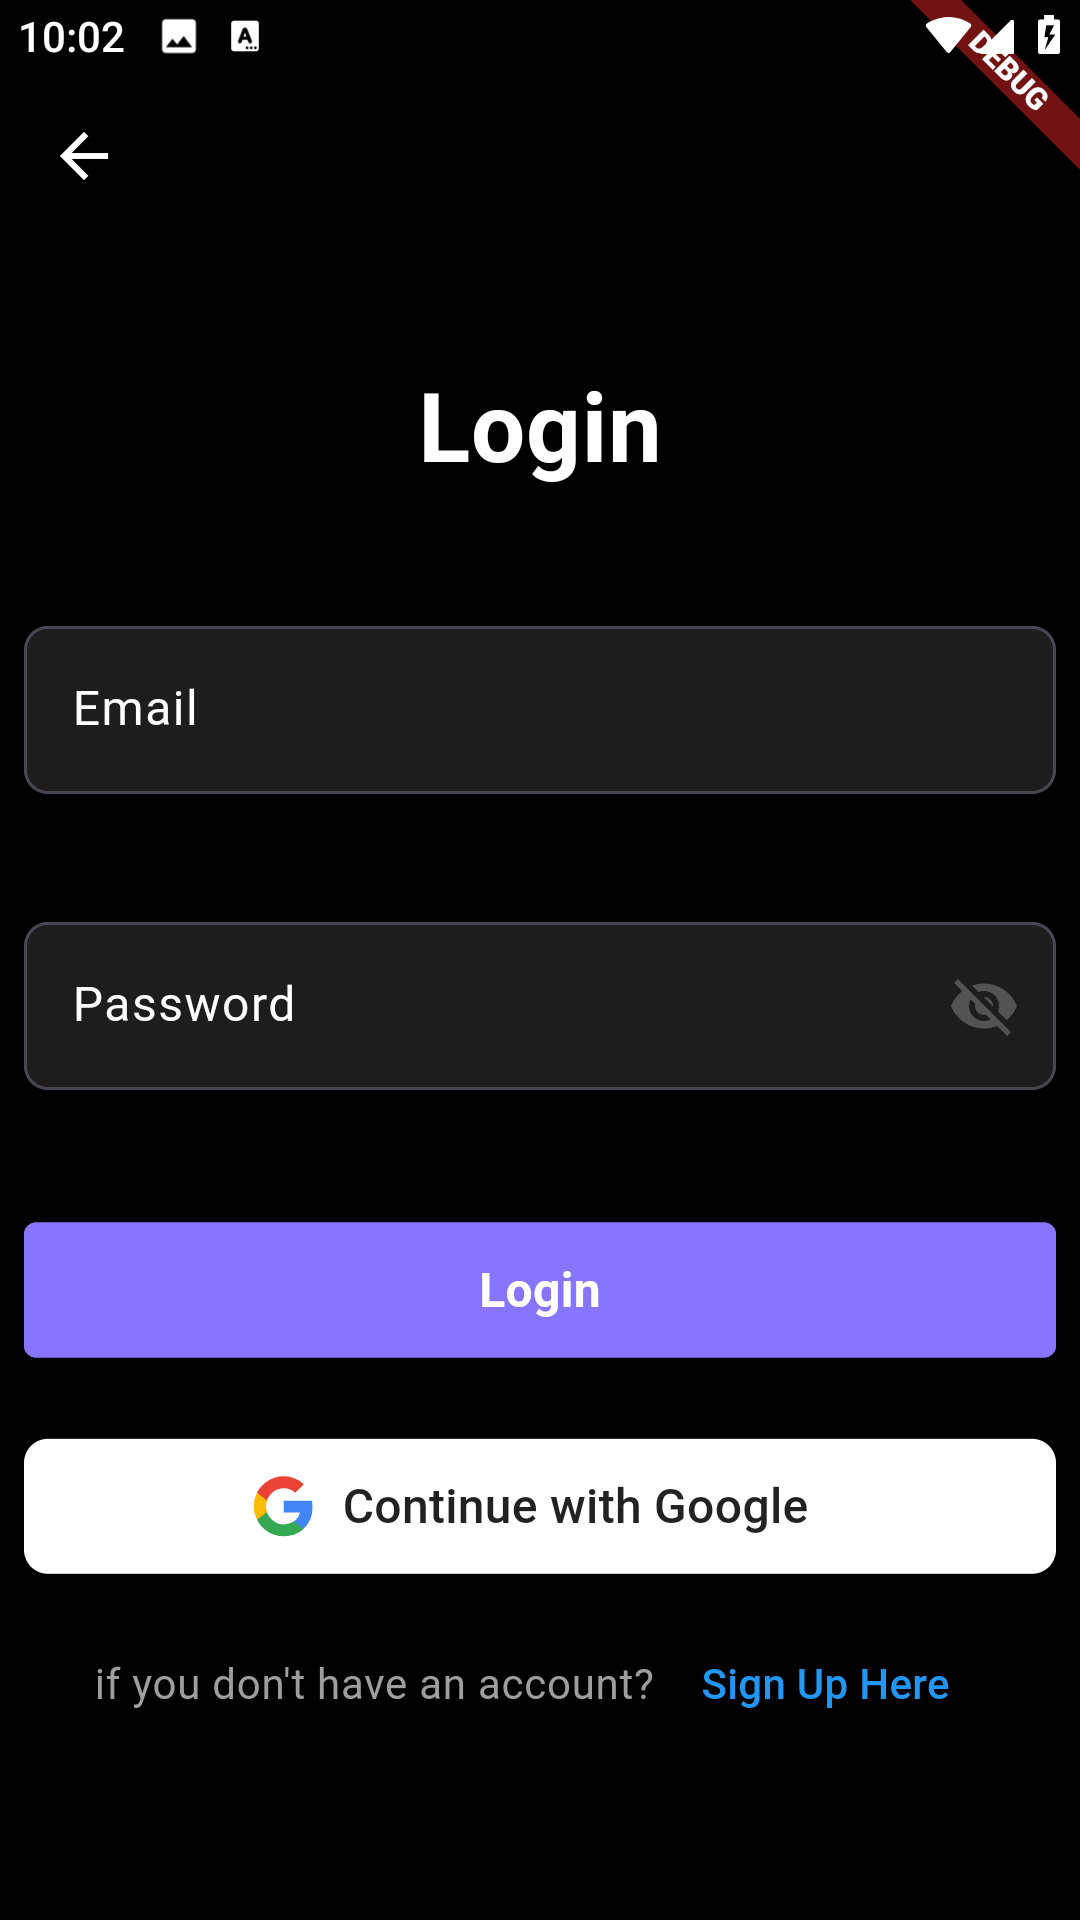 10:02
DEBUG
Login
Email
Password
Login
Continue with Google
if you don't have an account? Sign Up Here